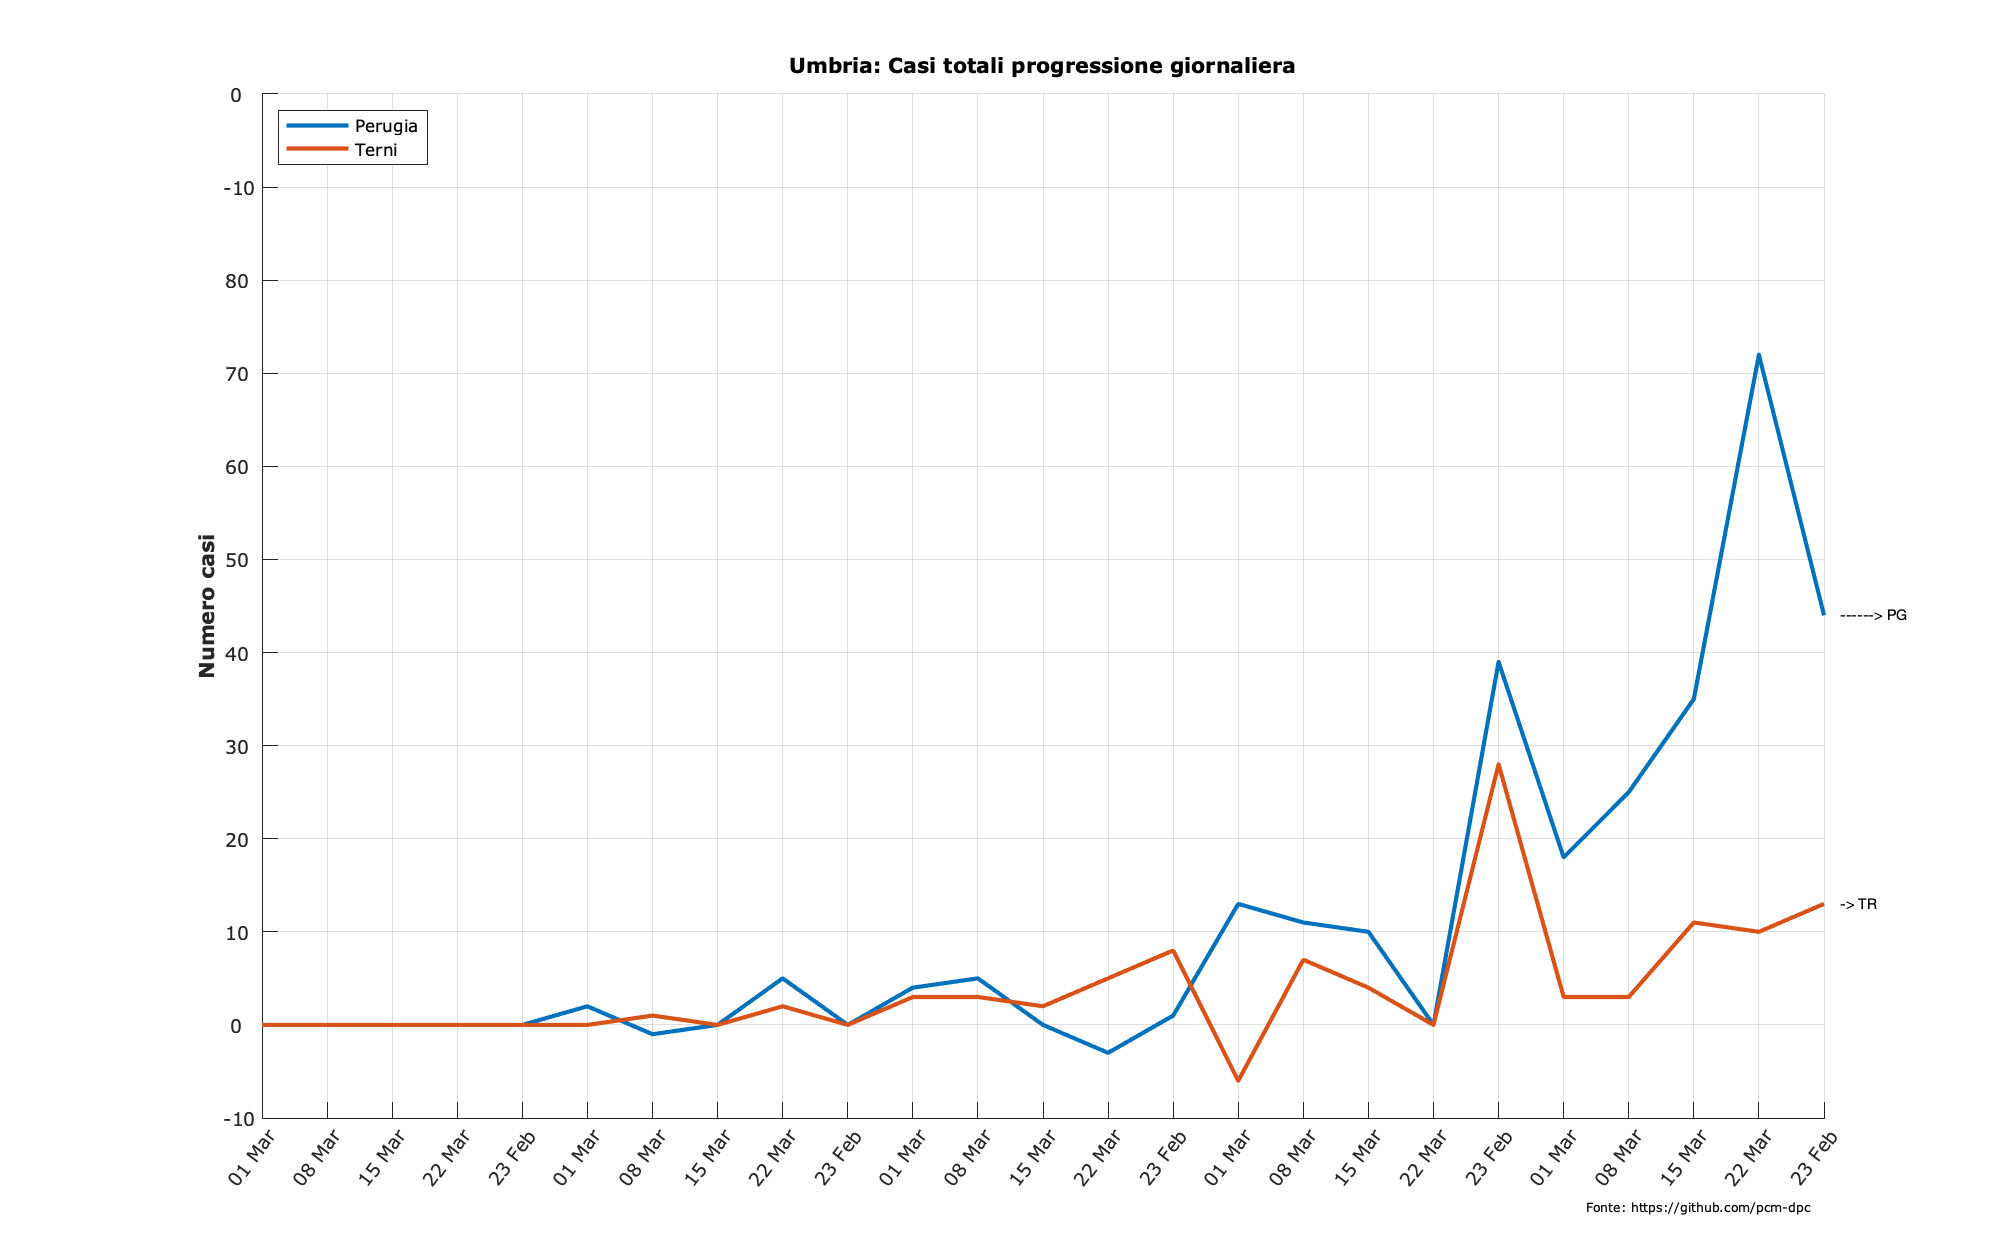 Umbria: Casi totali progressione giornaliera
Perugia
Terni
Numero casi
0
-10
80
70
60
50
40
30
20
10
0
-10
------> PG
-> TR
01 Mar
08 Mar
15 Mar
22 Mar
23 Feb
01 Mar
08 Mar
15 Mar
22 Mar
23 Feb
01 Mar
08 Mar
15 Mar
22 Mar
23 Feb
01 Mar
08 Mar
15 Mar
22 Mar
23 Feb
01 Mar
08 Mar
15 Mar
22 Mar
23 Feb
Fonte: https://github.com/pcm-dpc